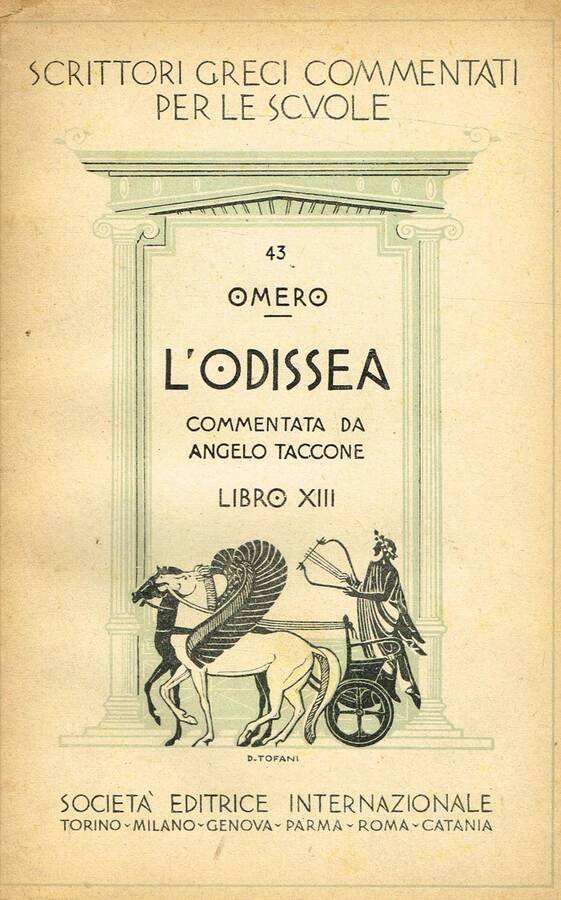 SCRITTORI GRECI COMMENTATI
PER LE SCVOLE
43
OMERO
L'ODISSEA
COMMENTATA DA
ANGELO TACCONE
LIBRO XIII
D-TOFANI
SOCIETÀ EDITRICE INTERNAZIONALE
TORINO-MILANO-GENOVA-PARMA-ROMA-CATANIA